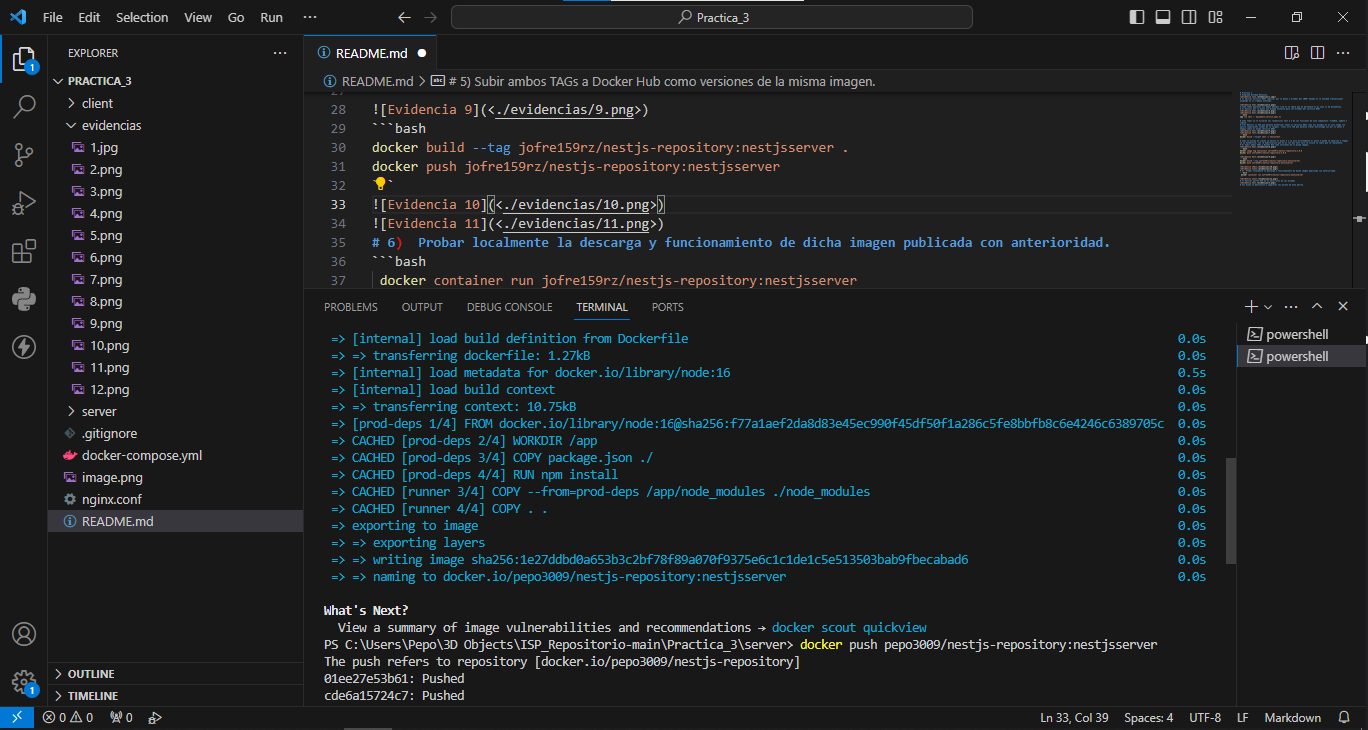 File Edit Selection View Go Run ··· Practica_3
EXPLORER ···
PRACTICA_3
client
evidencias
1.jpg
2.png
3.png
4.png
5.png
6.png
7.png
8.png
9.png
10.png
11.png
12.png
server
.gitignore
docker-compose.yml
image.png
nginx.conf
README.md
OUTLINE
TIMELINE
1
1
README.md
README.md > # 5) Subir ambos TAGs a Docker Hub como versiones de la misma imagen.
28 ![Evidencia 9](<./evidencias/9.png>)
29 ```bash
30 docker build --tag jofre159rz/nestjs-repository:nestjsserver .
31 docker push jofre159rz/nestjs-repository:nestjsserver
32 ```
33 ![Evidencia 10](<./evidencias/10.png>)
34 ![Evidencia 11](<./evidencias/11.png>)
35 # 6)  Probar localmente la descarga y funcionamiento de dicha imagen publicada con anterioridad.
36 ```bash
37  docker container run jofre159rz/nestjs-repository:nestjsserver
PROBLEMS OUTPUT DEBUG CONSOLE TERMINAL PORTS
powershell
powershell
=> [internal] load build definition from Dockerfile 0.0s
=> => transferring dockerfile: 1.27kB 0.0s
=> [internal] load metadata for docker.io/library/node:16 0.5s
=> [internal] load build context 0.0s
=> => transferring context: 10.75kB 0.0s
=> [prod-deps 1/4] FROM docker.io/library/node:16@sha256:f77a1aef2da8d83e45ec990f45df50f1a286c5fe8bbfb8c6e4246c6389705c 0.0s
=> CACHED [prod-deps 2/4] WORKDIR /app 0.0s
=> CACHED [prod-deps 3/4] COPY package.json ./ 0.0s
=> CACHED [prod-deps 4/4] RUN npm install 0.0s
=> CACHED [runner 3/4] COPY --from=prod-deps /app/node_modules ./node_modules 0.0s
=> CACHED [runner 4/4] COPY . . 0.0s
=> exporting to image 0.0s
=> => exporting layers 0.0s
=> => writing image sha256:1e27ddbd0a653b3c2bf78f89a070f9375e6c1c1de1c5e513503bab9fbecabad6 0.0s
=> => naming to docker.io/pepo3009/nestjs-repository:nestjsserver 0.0s
What's Next?
View a summary of image vulnerabilities and recommendations → docker scout quickview
PS C:\Users\Pepo\3D Objects\ISP_Repositorio-main\Practica_3\server> docker push pepo3009/nestjs-repository:nestjsserver
The push refers to repository [docker.io/pepo3009/nestjs-repository]
01ee27e53b61: Pushed
cde6a15724c7: Pushed
0 0 0 Ln 33, Col 39 Spaces: 4 UTF-8 LF Markdown